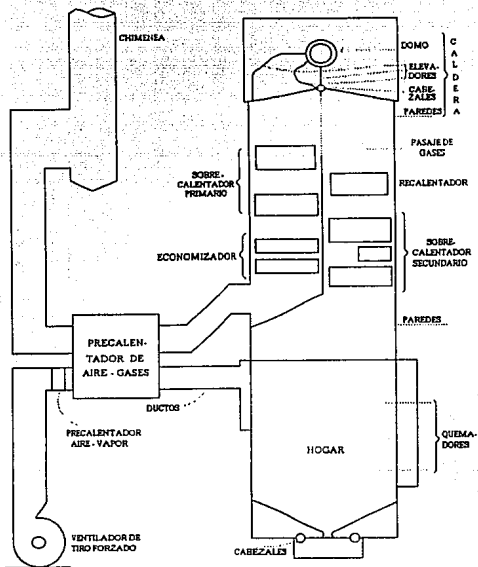 CHIMENEA
DOMO
ELEVA-
DORES
CABE-
ZALES
CALDERA
PAREDES
PASAJE DE
GASES
SOBRE-
CALENTADOR
PRIMARIO
RECALENTADOR
ECONOMIZADOR
SOBRE-
CALENTADOR
SECUNDARIO
PAREDES
PRECALEN-
TADOR DE
AIRE - GASES
DUCTOS
PRECALENTADOR
AIRE - VAPOR
HOGAR
QUEMA-
DORES
VENTILADOR DE
TIRO FORZADO
CABEZALES